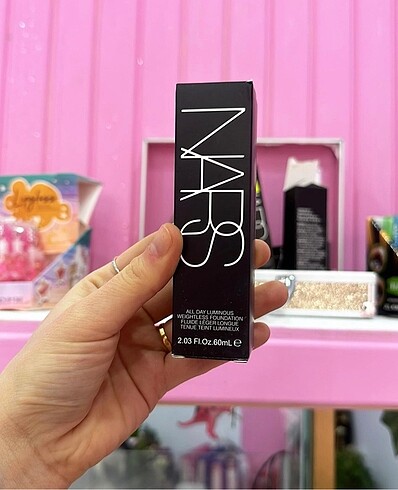 NARS
ALL DAY LUMINOUS
WEIGHTLESS FOUNDATION
FLUIDE LÉGER LONGUE
TENUE TEINT LUMINEUX
2.03 Fl.Oz.60mL℮